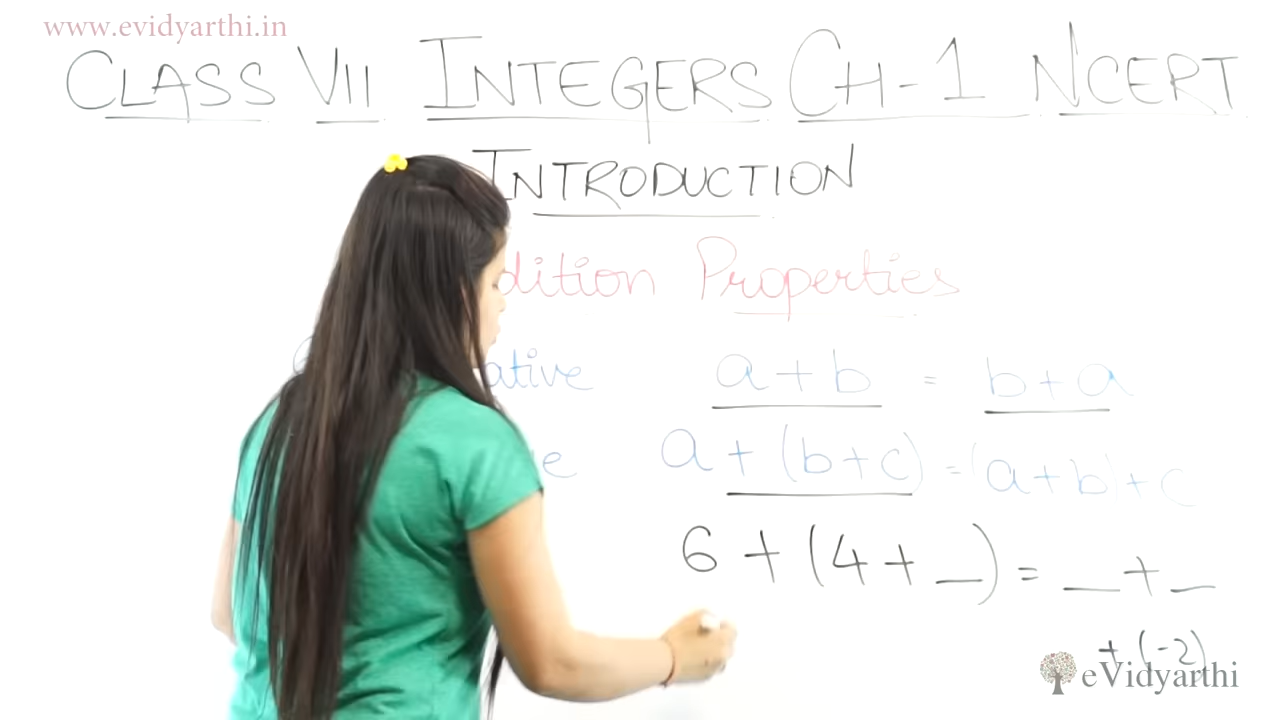 www.evidyarthi.in
CLASS VII INTEGERS CH-1 NCERT
INTRODUCTION
dition Properties
ative a+b = b+a
e a+(b+c) = (a+b)+c
6 + (4 + _) = _ + _
+ (-2)
eVidyarthi